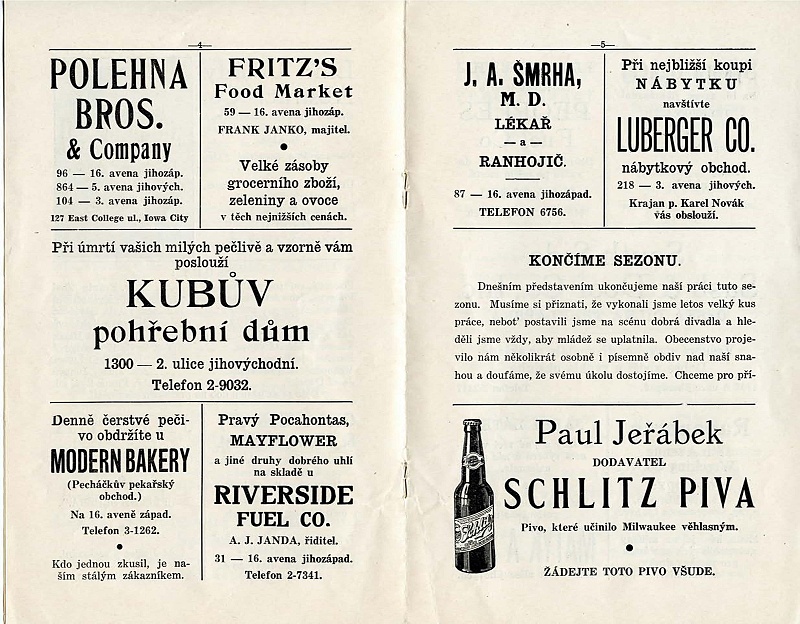 —4—
POLEHNA
BROS.
& Company
96 — 16. avena jihozáp.
864 — 5. avena jihových.
104 — 3. avena jihozáp.
127 East College ul., Iowa City
FRITZ'S
Food Market
59 — 16. avena jihozáp.
FRANK JANKO, majitel.
•
Velké zásoby
grocerního zboží,
zeleniny a ovoce
v těch nejnižších cenách.
Při úmrtí vašich milých pečlivě a vzorně vám
poslouží
KUBŮV
pohřební dům
1300 — 2. ulice jihovýchodní.
Telefon 2-9032.
Denně čerstvé peči-
vo obdržíte u
MODERN BAKERY
(Pecháčkův pekařský
obchod.)
Na 16. aveně západ.
Telefon 3-1262.
•
Kdo jednou zkusil, je na-
ším stálým zákazníkem.
Pravý Pocahontas,
MAYFLOWER
a jiné druhy dobrého uhlí
na skladě u
RIVERSIDE
FUEL CO.
A. J. JANDA, řiditel.
31 — 16. avena jihozápad.
Telefon 2-7341.
—5—
J. A. ŠMRHA,
M. D.
LÉKAŘ
— a —
RANHOJIČ.
87 — 16. avena jihozápad.
TELEFON 6756.
Při nejbližší koupi
NÁBYTKU
navštívte
LUBERGER CO.
nábytkový obchod.
218 — 3. avena jihových.
Krajan p. Karel Novák
vás obslouží.
KONČÍME SEZONU.
Dnešním představením ukončujeme naší práci tuto se-
zonu. Musíme si přiznati, že vykonali jsme letos velký kus
práce, neboť postavili jsme na scénu dobrá divadla a hle-
děli jsme vždy, aby mládež se uplatnila. Obecenstvo proje-
vilo nám několikrát osobně i písemně obdiv nad naší sna-
hou a doufáme, že svému úkolu dostojíme. Chceme pro pří-
Schlitz
Paul Jeřábek
DODAVATEL
SCHLITZ PIVA
Pivo, které učinilo Milwaukee věhlasným.
•
ŽÁDEJTE TOTO PIVO VŠUDE.